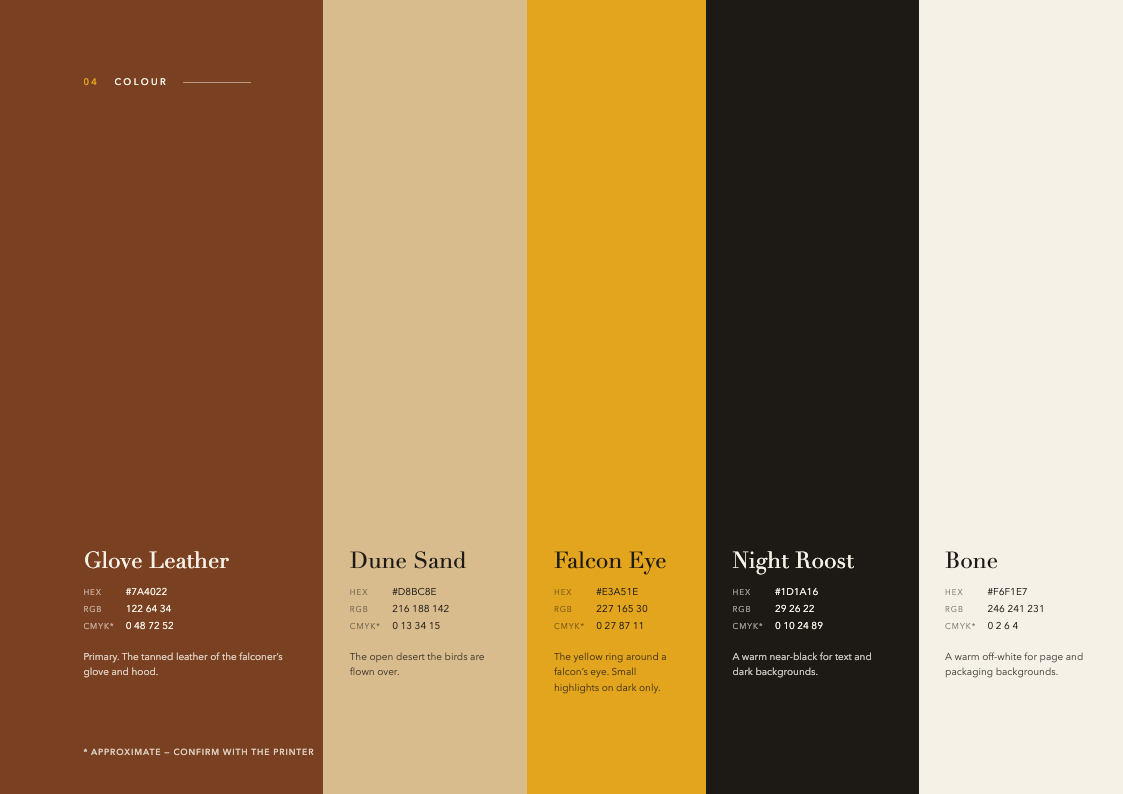 04 COLOUR
Glove Leather
HEX #7A4022
RGB 122 64 34
CMYK* 0 48 72 52
Primary. The tanned leather of the falconer’s
glove and hood.
* APPROXIMATE – CONFIRM WITH THE PRINTER
Dune Sand
HEX #D8BC8E
RGB 216 188 142
CMYK* 0 13 34 15
The open desert the birds are
flown over.
Falcon Eye
HEX #E3A51E
RGB 227 165 30
CMYK* 0 27 87 11
The yellow ring around a
falcon’s eye. Small
highlights on dark only.
Night Roost
HEX #1D1A16
RGB 29 26 22
CMYK* 0 10 24 89
A warm near-black for text and
dark backgrounds.
Bone
HEX #F6F1E7
RGB 246 241 231
CMYK* 0 2 6 4
A warm off-white for page and
packaging backgrounds.